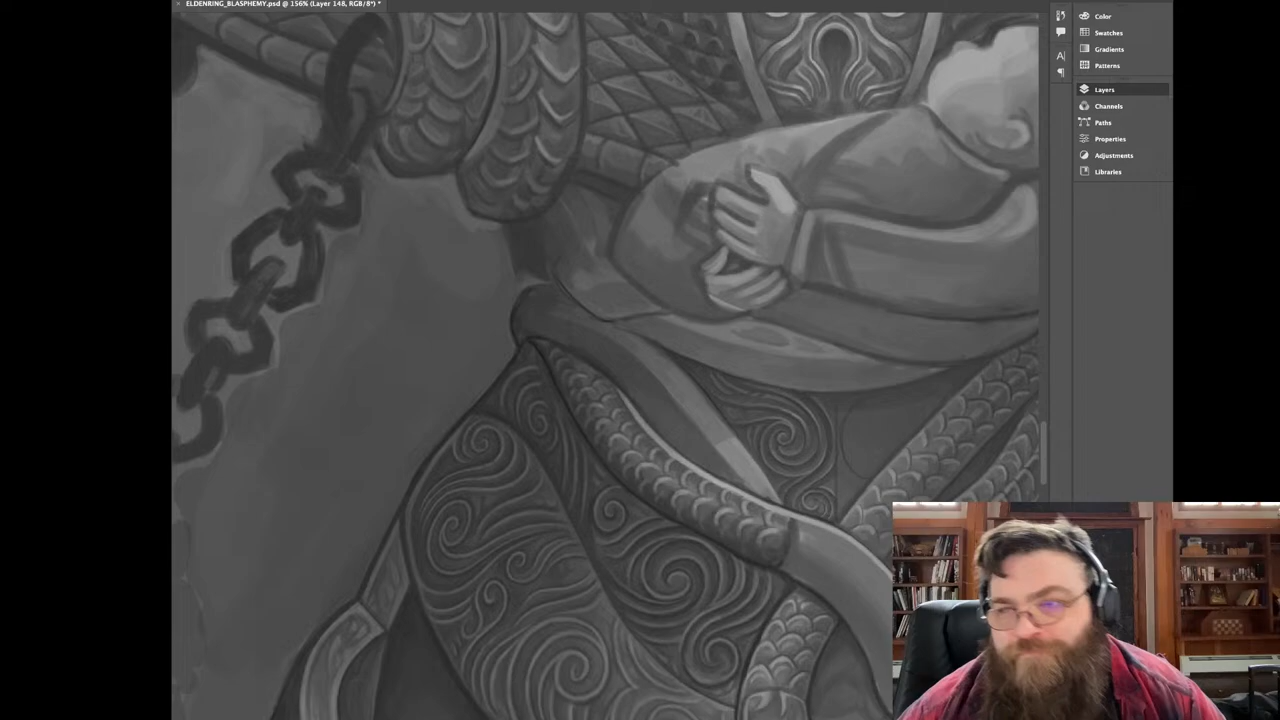 ELDENRING_BLASPHEMY.psd @ 156% (Layer 148, RGB/8*) *
Color
Swatches
Gradients
Patterns
Layers
Channels
Paths
Properties
Adjustments
Libraries